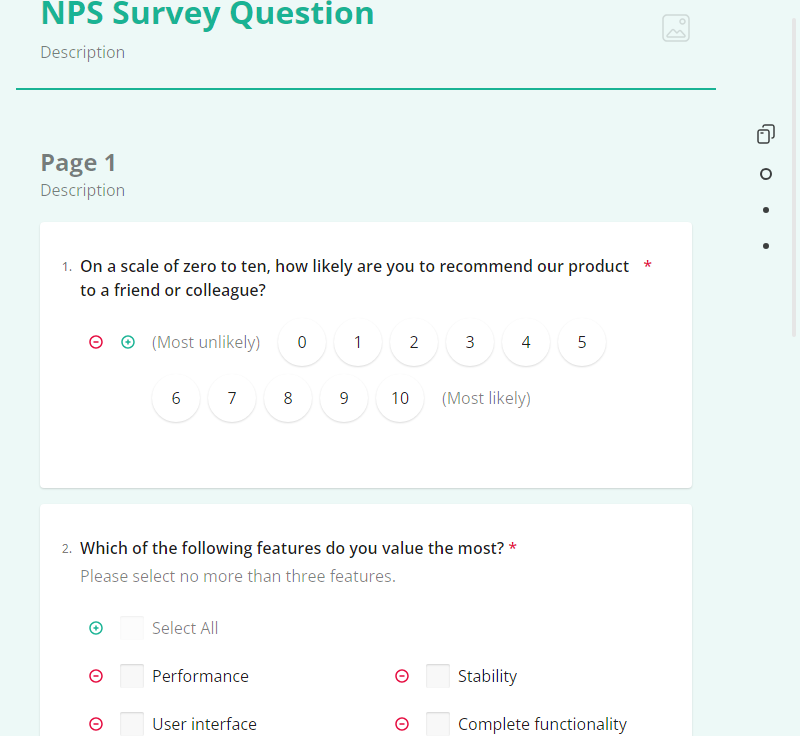 NPS Survey Question
Description
Page 1
Description
1. On a scale of zero to ten, how likely are you to recommend our product *
to a friend or colleague?
(Most unlikely) 0 1 2 3 4 5
6 7 8 9 10 (Most likely)
2. Which of the following features do you value the most? *
Please select no more than three features.
Select All
Performance Stability
User interface Complete functionality